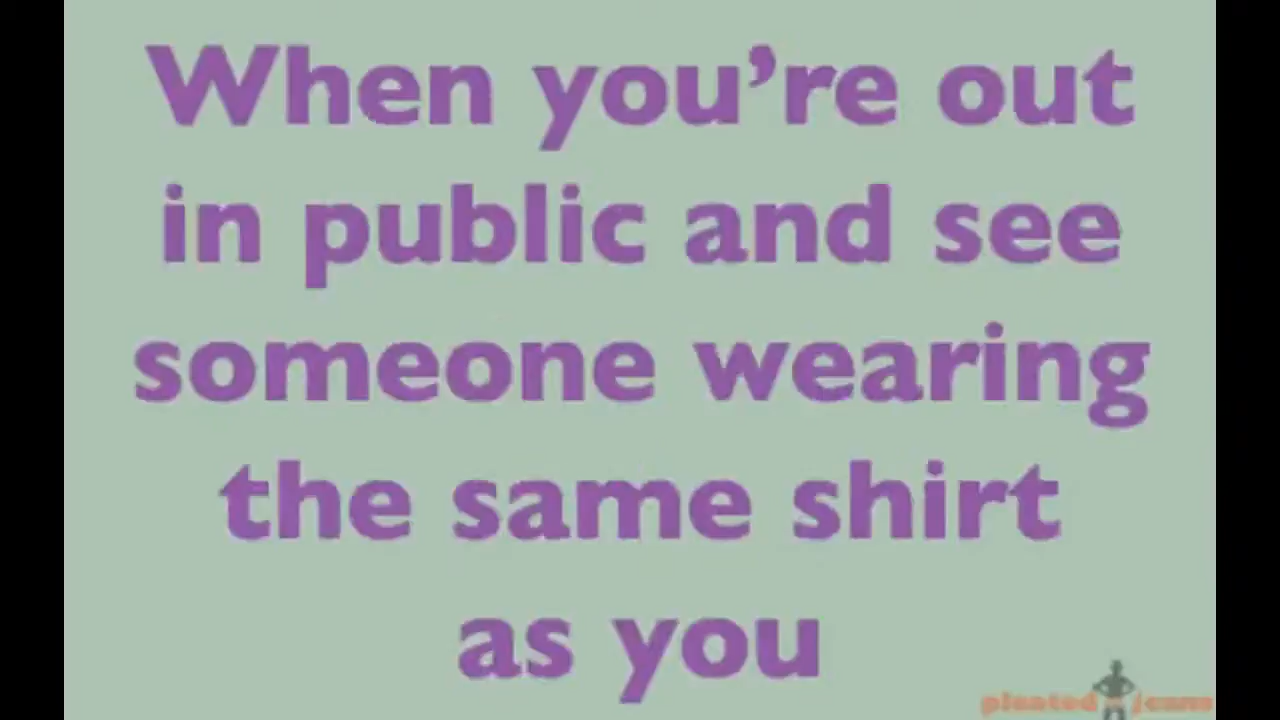 When you’re out
in public and see
someone wearing
the same shirt
as you
pleated jeans